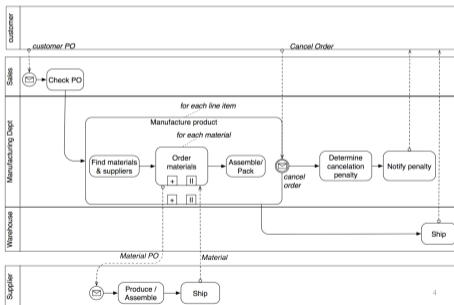 customer
customer PO
Cancel Order
Sales
Check PO
Manufacturing Dept
for each line item
Manufacture product
for each material
Find materials
& suppliers
Order
materials
+
Assemble/
Pack
cancel
order
Determine
cancelation
penalty
Notify penalty
+
Warehouse
Ship
Material PO
Material
Supplier
Produce /
Assemble
Ship
4